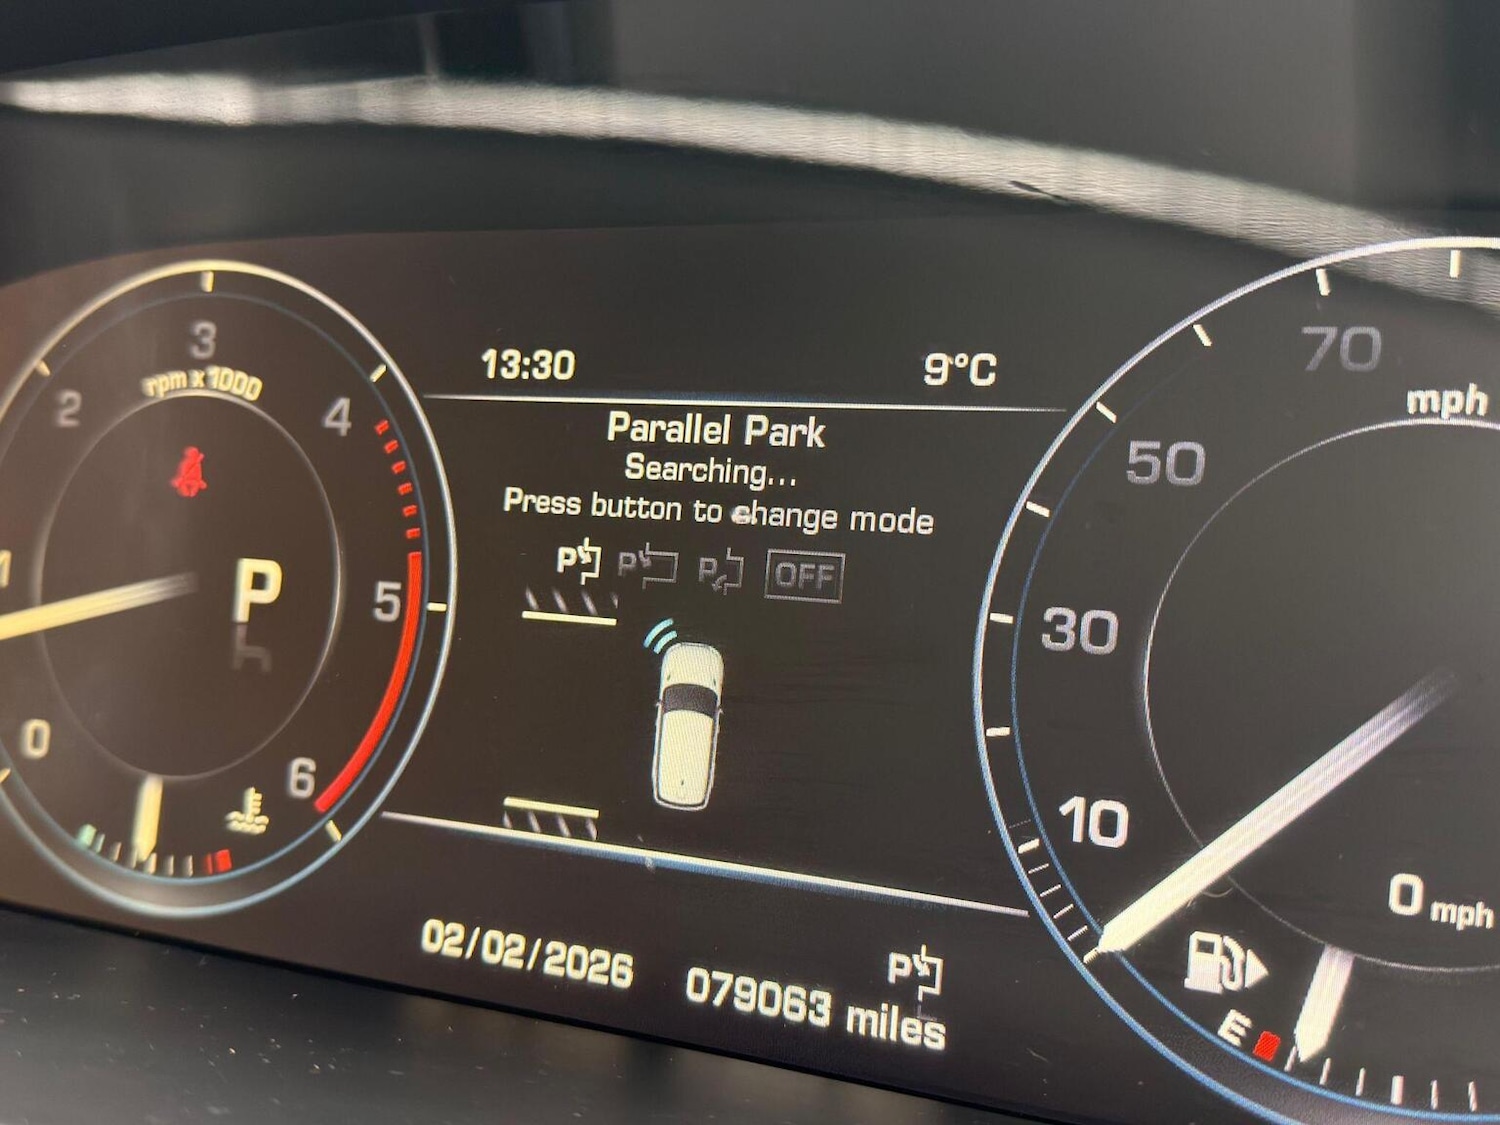 13:30
9°C
Parallel Park
Searching...
Press button to change mode
P P P OFF
3
rpm x 1000
2
4
1
P
5
0
6
70
mph
50
30
10
0 mph
02/02/2026
079063 miles
P
E